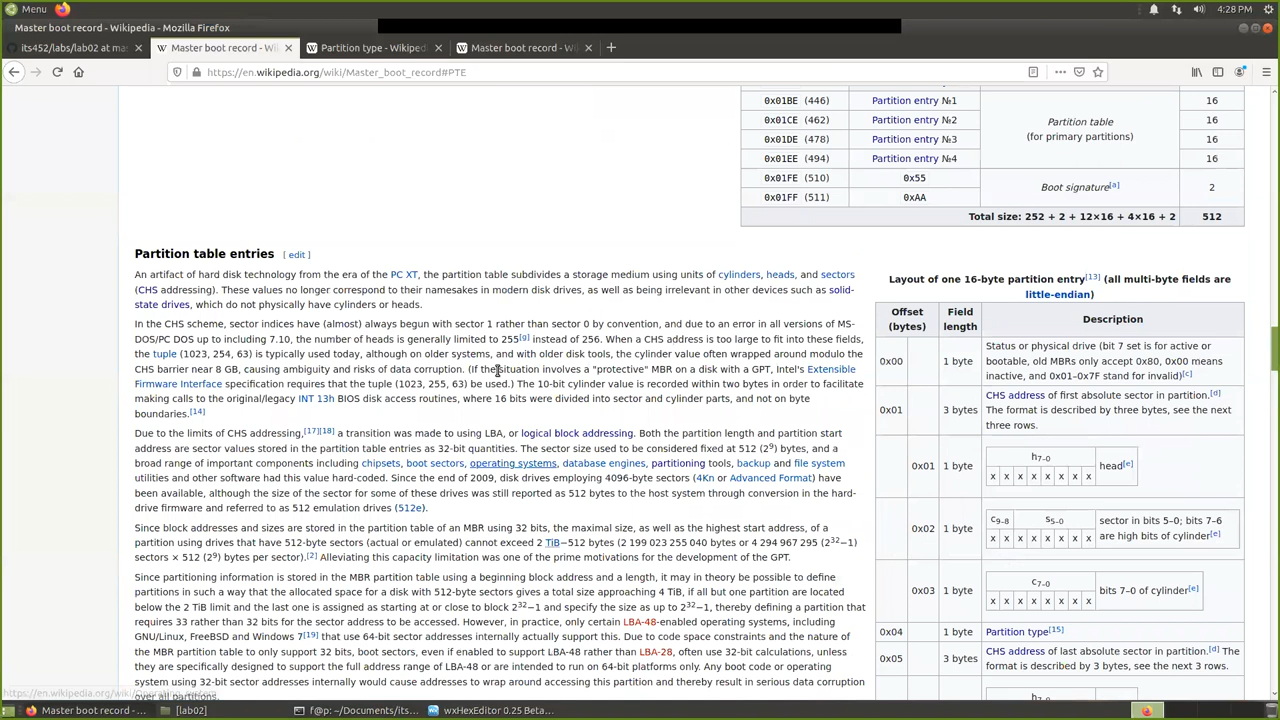 Menu
4:28 PM
Master boot record - Wikipedia - Mozilla Firefox
its452/labs/lab02 at ma
Master boot record - Wi
Partition type - Wikiped
Master boot record - Wi
https://en.wikipedia.org/wiki/Master_boot_record#PTE
0x01BE (446) Partition entry №1 16
0x01CE (462) Partition entry №2 Partition table 16
0x01DE (478) Partition entry №3 (for primary partitions) 16
0x01EE (494) Partition entry №4 16
0x01FE (510) 0x55 Boot signature[a] 2
0x01FF (511) 0xAA
Total size: 252 + 2 + 12×16 + 4×16 + 2 512
Partition table entries [ edit ]
An artifact of hard disk technology from the era of the PC XT, the partition table subdivides a storage medium using units of cylinders, heads, and sectors
(CHS addressing). These values no longer correspond to their namesakes in modern disk drives, as well as being irrelevant in other devices such as solid-
state drives, which do not physically have cylinders or heads.
In the CHS scheme, sector indices have (almost) always begun with sector 1 rather than sector 0 by convention, and due to an error in all versions of MS-
DOS/PC DOS up to including 7.10, the number of heads is generally limited to 255[g] instead of 256. When a CHS address is too large to fit into these fields,
the tuple (1023, 254, 63) is typically used today, although on older systems, and with older disk tools, the cylinder value often wrapped around modulo the
CHS barrier near 8 GB, causing ambiguity and risks of data corruption. (If the situation involves a "protective" MBR on a disk with a GPT, Intel's Extensible
Firmware Interface specification requires that the tuple (1023, 255, 63) be used.) The 10-bit cylinder value is recorded within two bytes in order to facilitate
making calls to the original/legacy INT 13h BIOS disk access routines, where 16 bits were divided into sector and cylinder parts, and not on byte
boundaries.[14]
Due to the limits of CHS addressing,[17][18] a transition was made to using LBA, or logical block addressing. Both the partition length and partition start
address are sector values stored in the partition table entries as 32-bit quantities. The sector size used to be considered fixed at 512 (2⁹) bytes, and a
broad range of important components including chipsets, boot sectors, operating systems, database engines, partitioning tools, backup and file system
utilities and other software had this value hard-coded. Since the end of 2009, disk drives employing 4096-byte sectors (4Kn or Advanced Format) have
been available, although the size of the sector for some of these drives was still reported as 512 bytes to the host system through conversion in the hard-
drive firmware and referred to as 512 emulation drives (512e).
Since block addresses and sizes are stored in the partition table of an MBR using 32 bits, the maximal size, as well as the highest start address, of a
partition using drives that have 512-byte sectors (actual or emulated) cannot exceed 2 TiB−512 bytes (2 199 023 255 040 bytes or 4 294 967 295 (2³²−1)
sectors × 512 (2⁹) bytes per sector).[2] Alleviating this capacity limitation was one of the prime motivations for the development of the GPT.
Since partitioning information is stored in the MBR partition table using a beginning block address and a length, it may in theory be possible to define
partitions in such a way that the allocated space for a disk with 512-byte sectors gives a total size approaching 4 TiB, if all but one partition are located
below the 2 TiB limit and the last one is assigned as starting at or close to block 2³²−1 and specify the size as up to 2³²−1, thereby defining a partition that
requires 33 rather than 32 bits for the sector address to be accessed. However, in practice, only certain LBA-48-enabled operating systems, including
GNU/Linux, FreeBSD and Windows 7[19] that use 64-bit sector addresses internally actually support this. Due to code space constraints and the nature of
the MBR partition table to only support 32 bits, boot sectors, even if enabled to support LBA-48 rather than LBA-28, often use 32-bit calculations, unless
they are specifically designed to support the full address range of LBA-48 or are intended to run on 64-bit platforms only. Any boot code or operating
system using 32-bit sector addresses internally would cause addresses to wrap around accessing this partition and thereby result in serious data corruption
over all partitions.
Layout of one 16-byte partition entry[13] (all multi-byte fields are
little-endian)
Offset (bytes) Field length Description
0x00 1 byte Status or physical drive (bit 7 set is for active or
bootable, old MBRs only accept 0x80, 0x00 means
inactive, and 0x01–0x7F stand for invalid)[c]
0x01 3 bytes CHS address of first absolute sector in partition.[d]
The format is described by three bytes, see the next
three rows.
0x01 1 byte h7–0 head[e]
x x x x x x x x
0x02 1 byte c9–8 s5–0 sector in bits 5–0; bits 7–6
x x x x x x x x are high bits of cylinder[e]
0x03 1 byte c7–0 bits 7–0 of cylinder[e]
x x x x x x x x
0x04 1 byte Partition type[15]
0x05 3 bytes CHS address of last absolute sector in partition.[d] The
format is described by 3 bytes, see the next 3 rows.
h7–0
Master boot record - Wi...
[lab02]
f@p: ~/Documents/its...
wxHexEditor 0.25 Beta...